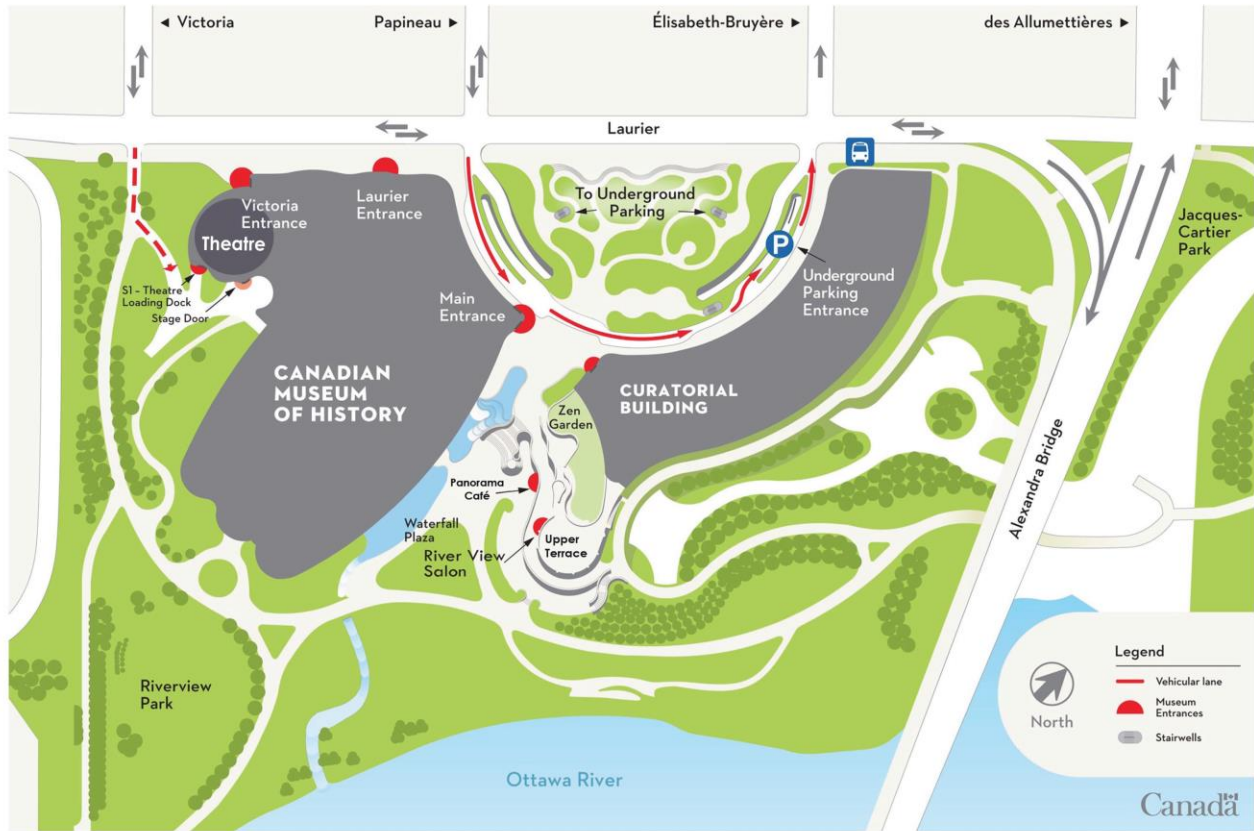 Victoria
Papineau
Élisabeth-Bruyère
des Allumettières
Laurier
Victoria
Entrance
Theatre
Laurier
Entrance
To Underground
Parking
P
Underground
Parking
Entrance
Jacques-
Cartier
Park
S1 - Theatre
Loading Dock
Stage Door
Main
Entrance
CANADIAN
MUSEUM
OF HISTORY
CURATORIAL
BUILDING
Zen
Garden
Panorama
Café
Waterfall
Plaza
River View
Salon
Upper
Terrace
Alexandra Bridge
Riverview
Park
Ottawa River
North
Legend
Vehicular lane
Museum
Entrances
Stairwells
Canada